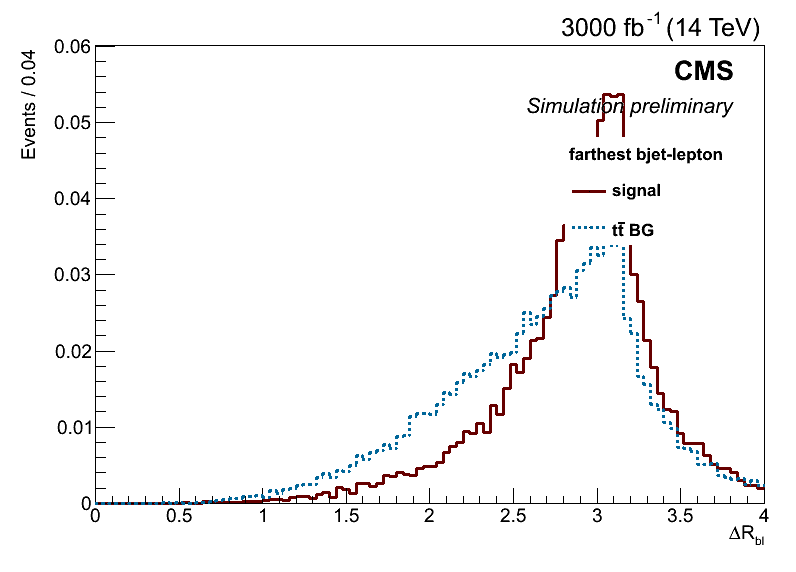 3000 fb⁻¹ (14 TeV)
CMS
Simulation preliminary
farthest bjet-lepton
signal
tt̄ BG
Events / 0.04
0.06
0.05
0.04
0.03
0.02
0.01
0
0 0.5 1 1.5 2 2.5 3 3.5 4
ΔR_bl